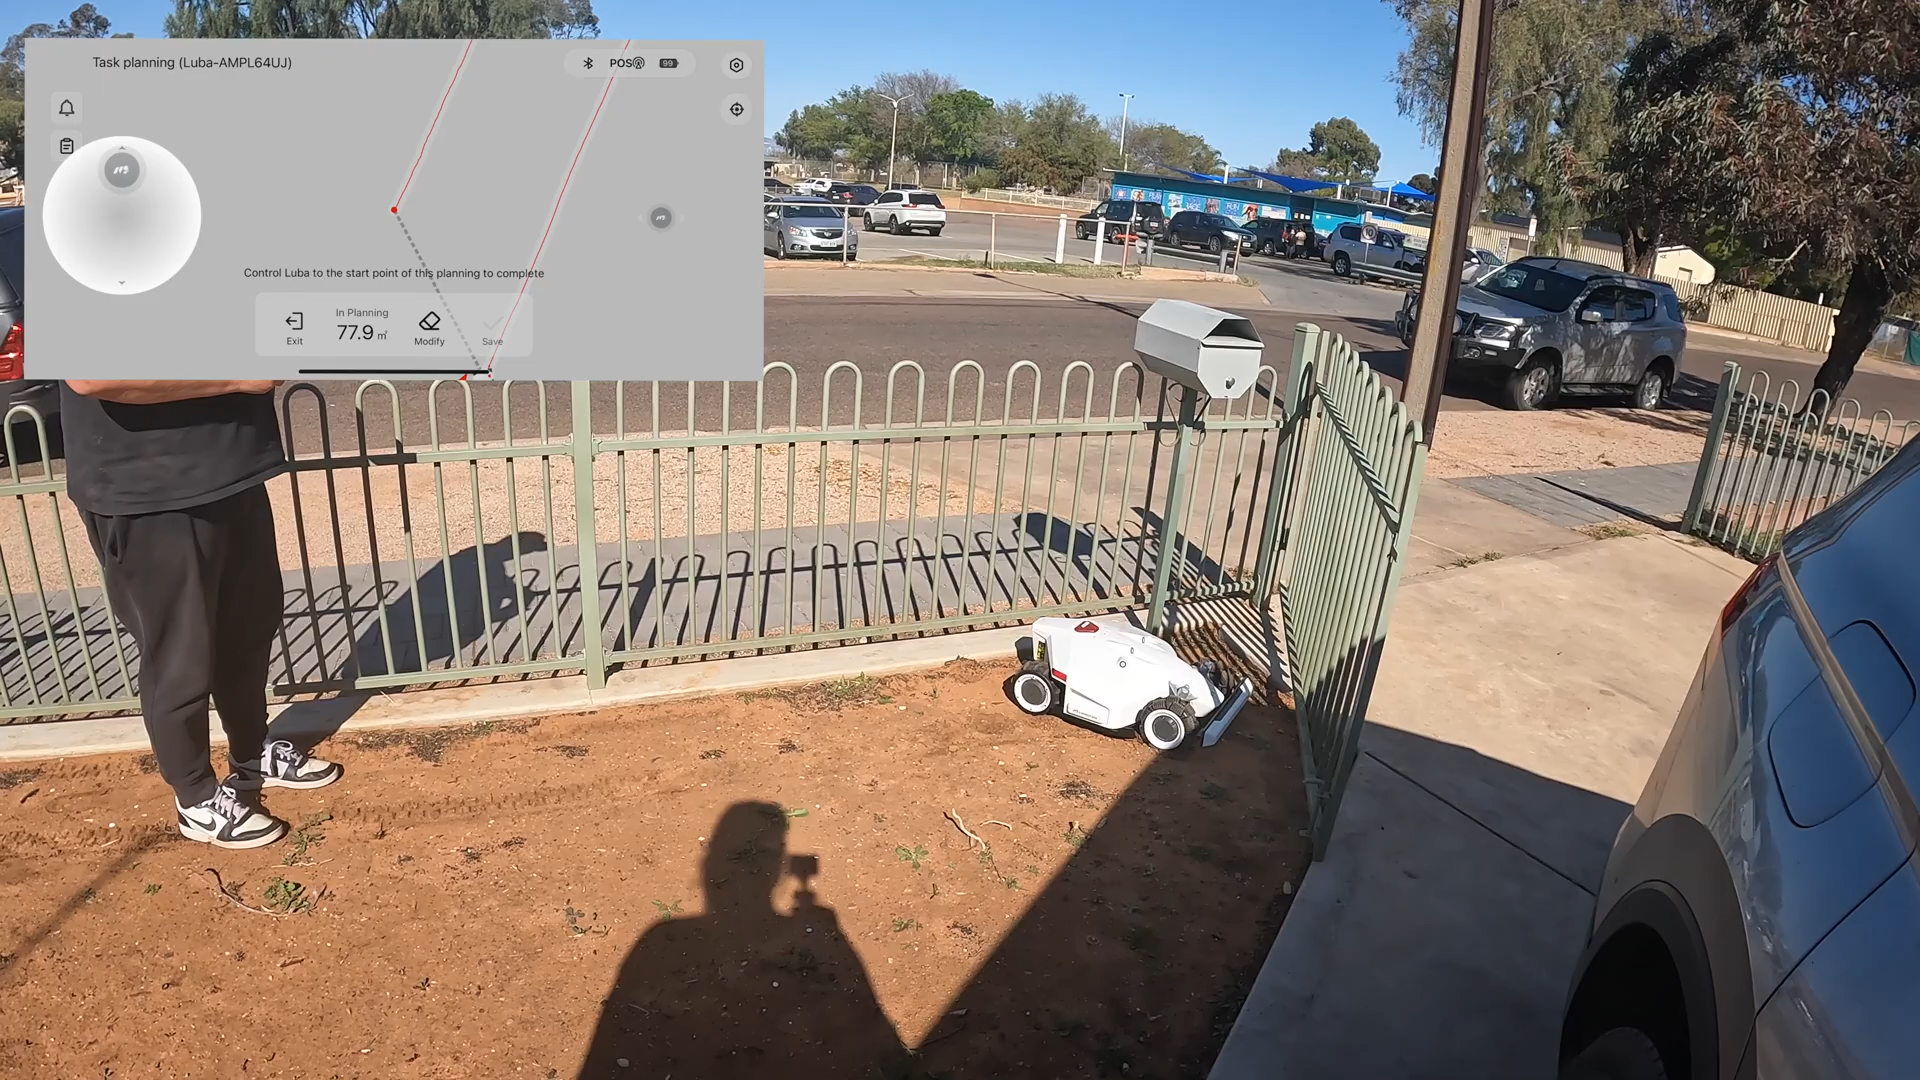 Task planning (Luba-AMPL64UJ)
POS
99
Control Luba to the start point of this planning to complete
In Planning
77.9 ㎡
Exit
Modify
Save